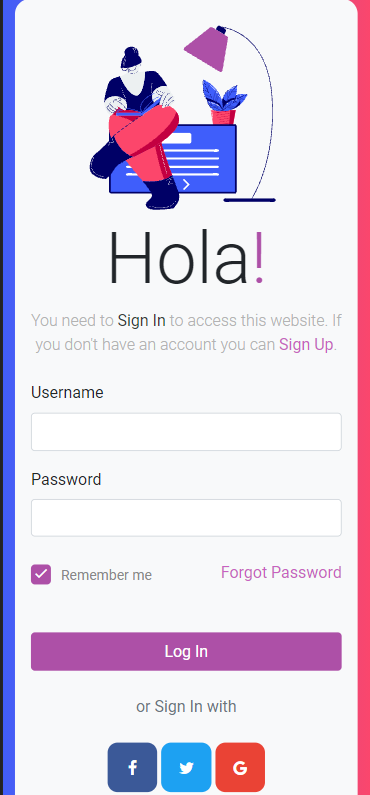 Hola!
You need to Sign In to access this website. If
you don't have an account you can Sign Up.
Username
Password
Remember me
Forgot Password
Log In
or Sign In with